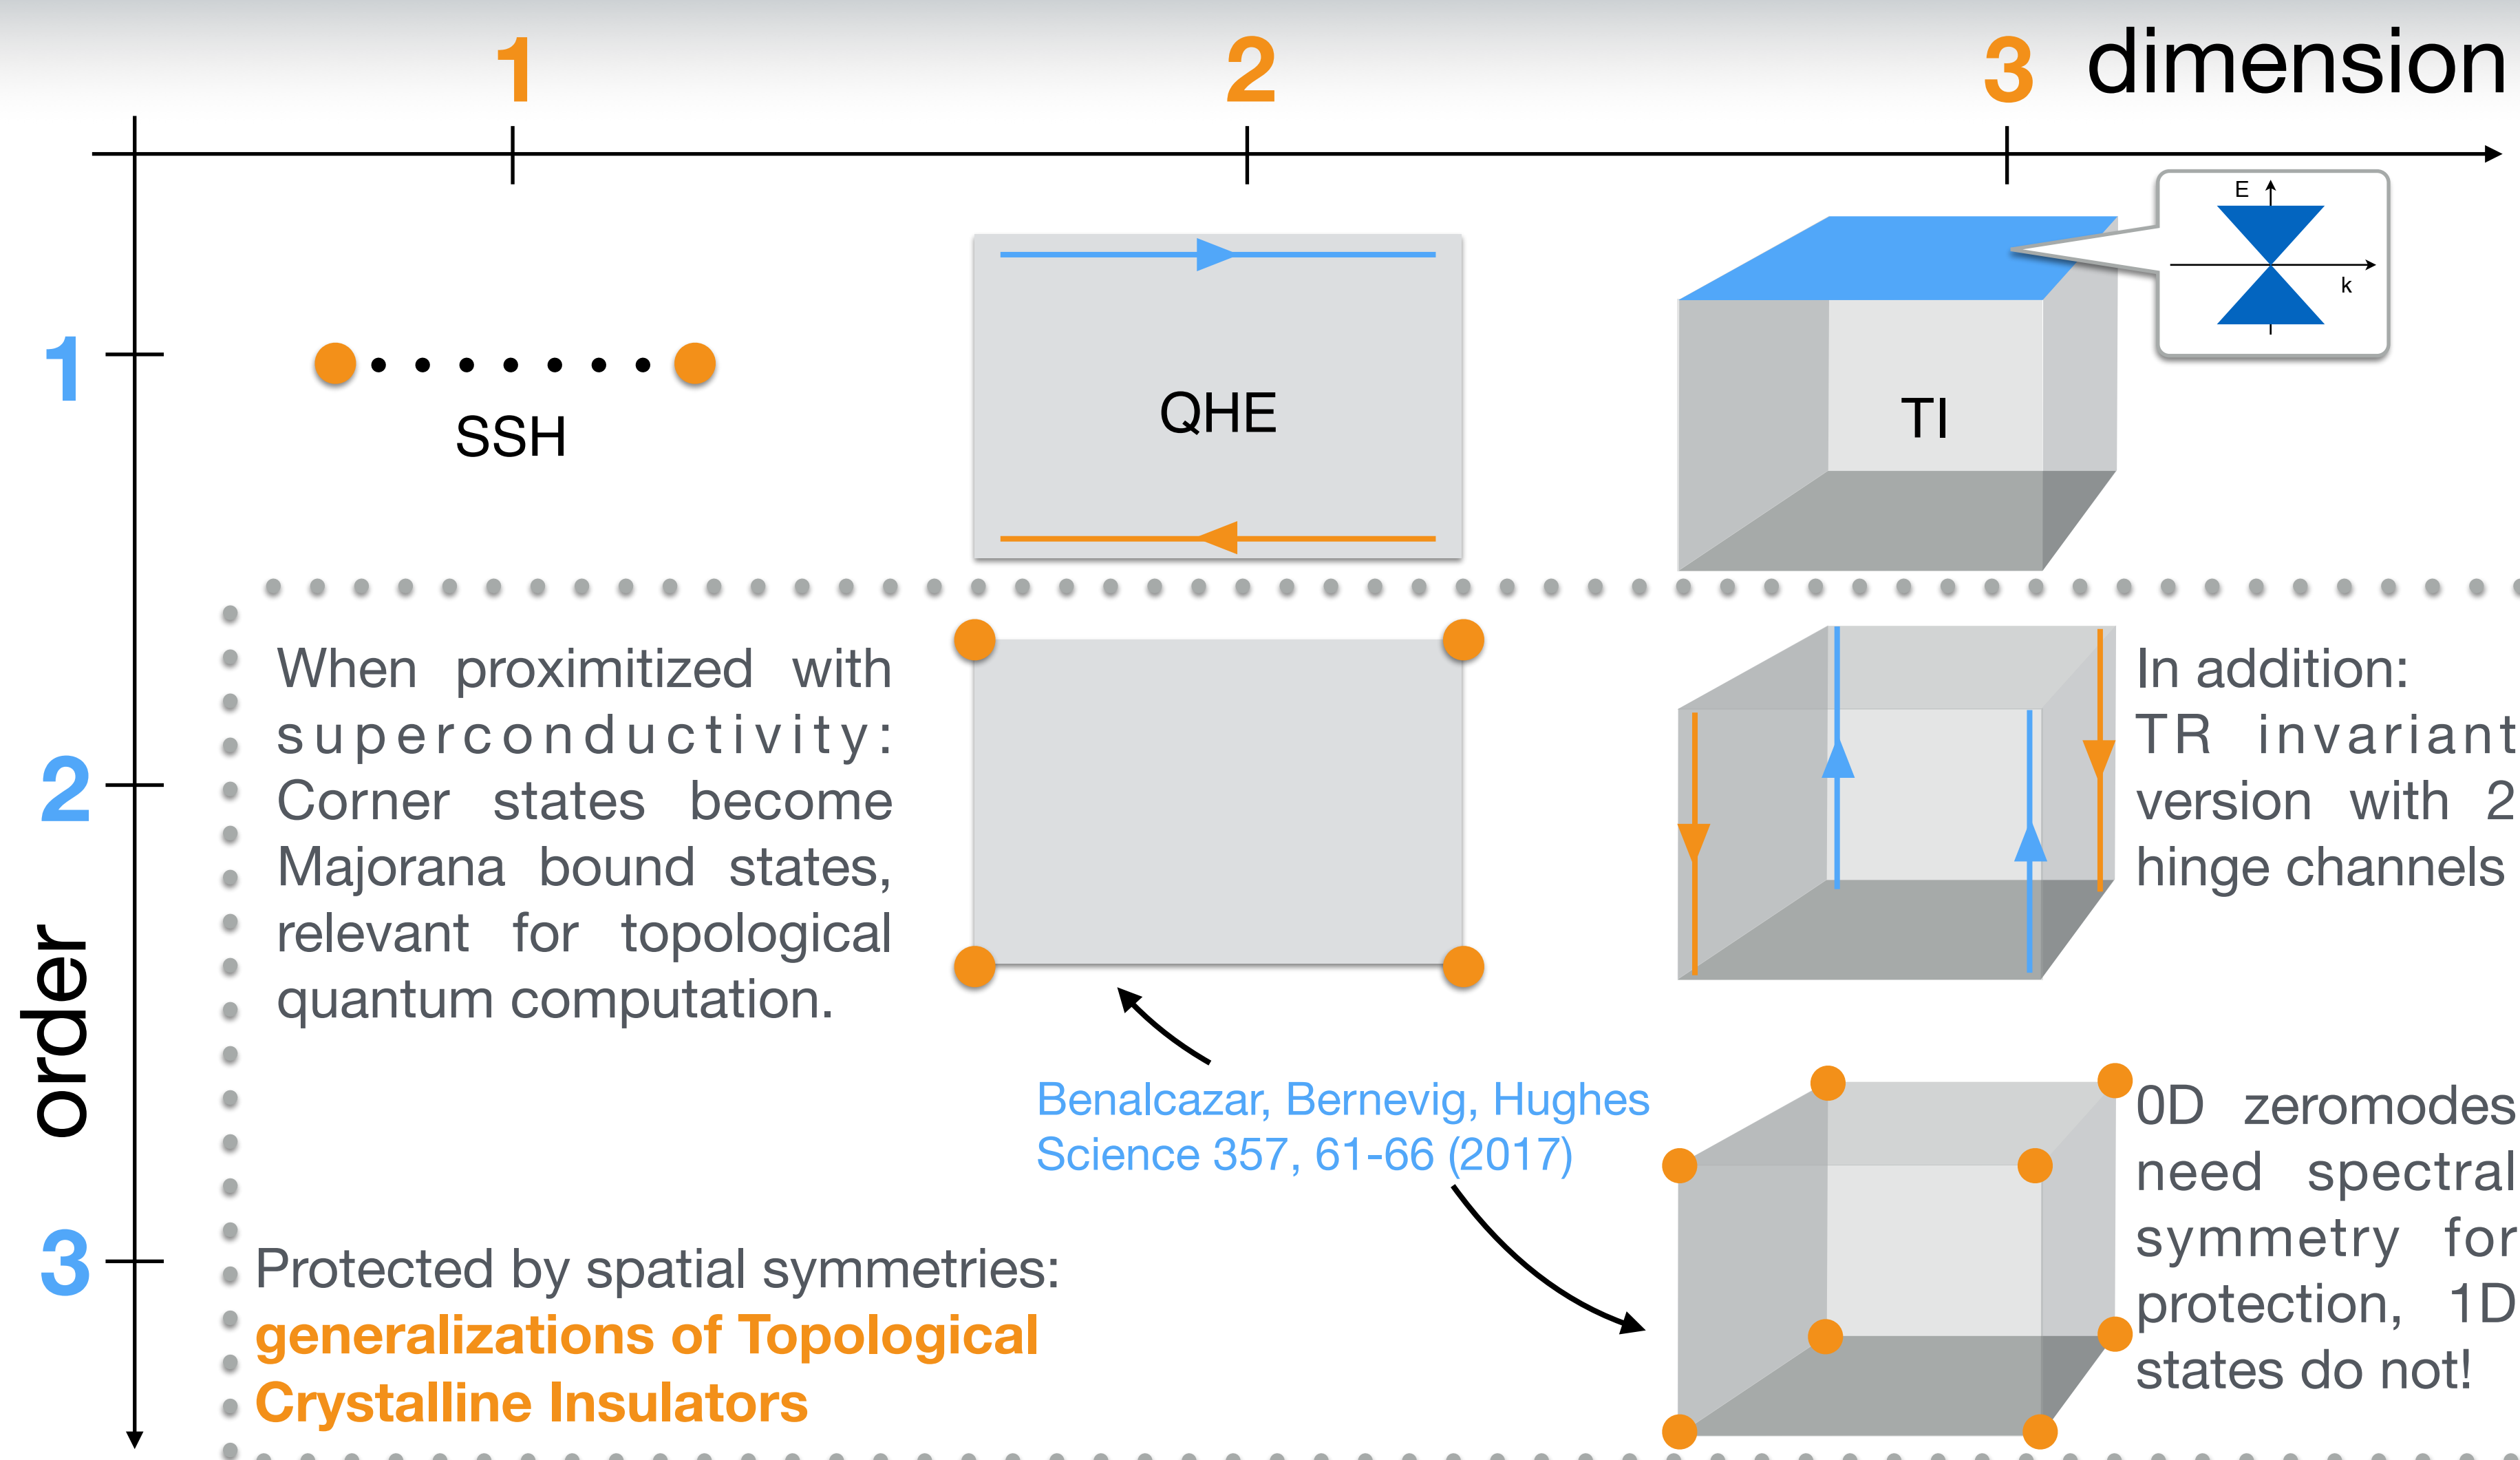 1
2
3
dimension
E
k
1
SSH
QHE
TI
When proximitized with
superconductivity:
Corner states become
Majorana bound states,
relevant for topological
quantum computation.
In addition:
TR invariant
version with 2
hinge channels
2
order
Benalcazar, Bernevig, Hughes
Science 357, 61-66 (2017)
0D zeromodes
need spectral
symmetry for
protection, 1D
states do not!
3
Protected by spatial symmetries:
generalizations of Topological
Crystalline Insulators